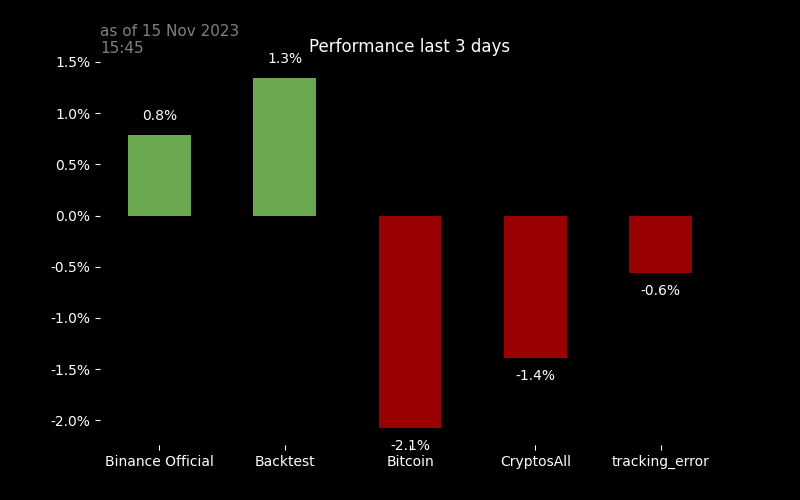 as of 15 Nov 2023
15:45
Performance last 3 days
1.5%
1.0%
0.5%
0.0%
-0.5%
-1.0%
-1.5%
-2.0%
0.8%
1.3%
-2.1%
-1.4%
-0.6%
Binance Official
Backtest
Bitcoin
CryptosAll
tracking_error